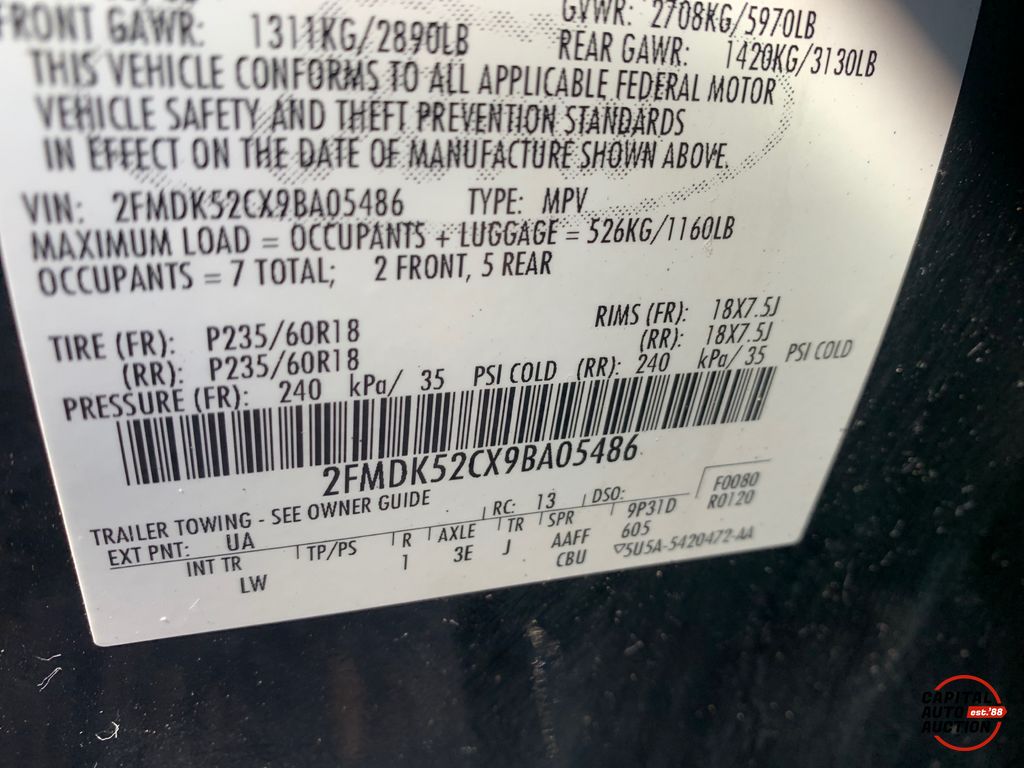 FRONT GAWR: 1311KG/2890LB GVWR: 2708KG/5970LB
REAR GAWR: 1420KG/3130LB
THIS VEHICLE CONFORMS TO ALL APPLICABLE FEDERAL MOTOR
VEHICLE SAFETY AND THEFT PREVENTION STANDARDS
IN EFFECT ON THE DATE OF MANUFACTURE SHOWN ABOVE.
VIN: 2FMDK52CX9BA05486 TYPE: MPV
MAXIMUM LOAD = OCCUPANTS + LUGGAGE = 526KG/1160LB
OCCUPANTS = 7 TOTAL; 2 FRONT, 5 REAR
TIRE (FR): P235/60R18 RIMS (FR): 18X7.5J
(RR): P235/60R18 (RR): 18X7.5J
PRESSURE (FR): 240 kPa/ 35 PSI COLD (RR): 240 kPa/ 35 PSI COLD
2FMDK52CX9BA05486
TRAILER TOWING - SEE OWNER GUIDE
EXT PNT: UA RC: 13 DSO: F0080
INT TR TP/PS R AXLE TR SPR 9P31D R0120
LW 1 3E J AAFF 605
CBU ▽5U5A-5420472-AA
CAPITAL
AUTO est.'88
AUCTION